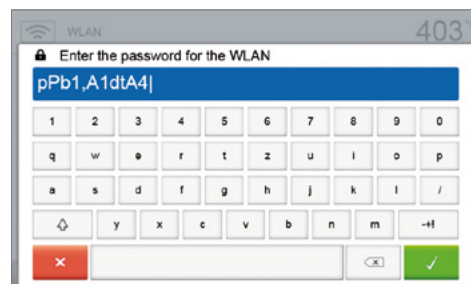 WLAN 403
Enter the password for the WLAN
pPb1,A1dtA4
1 2 3 4 5 6 7 8 9 0
q w e r t z u i o p
a s d f g h j k l /
y x c v b n m -+!